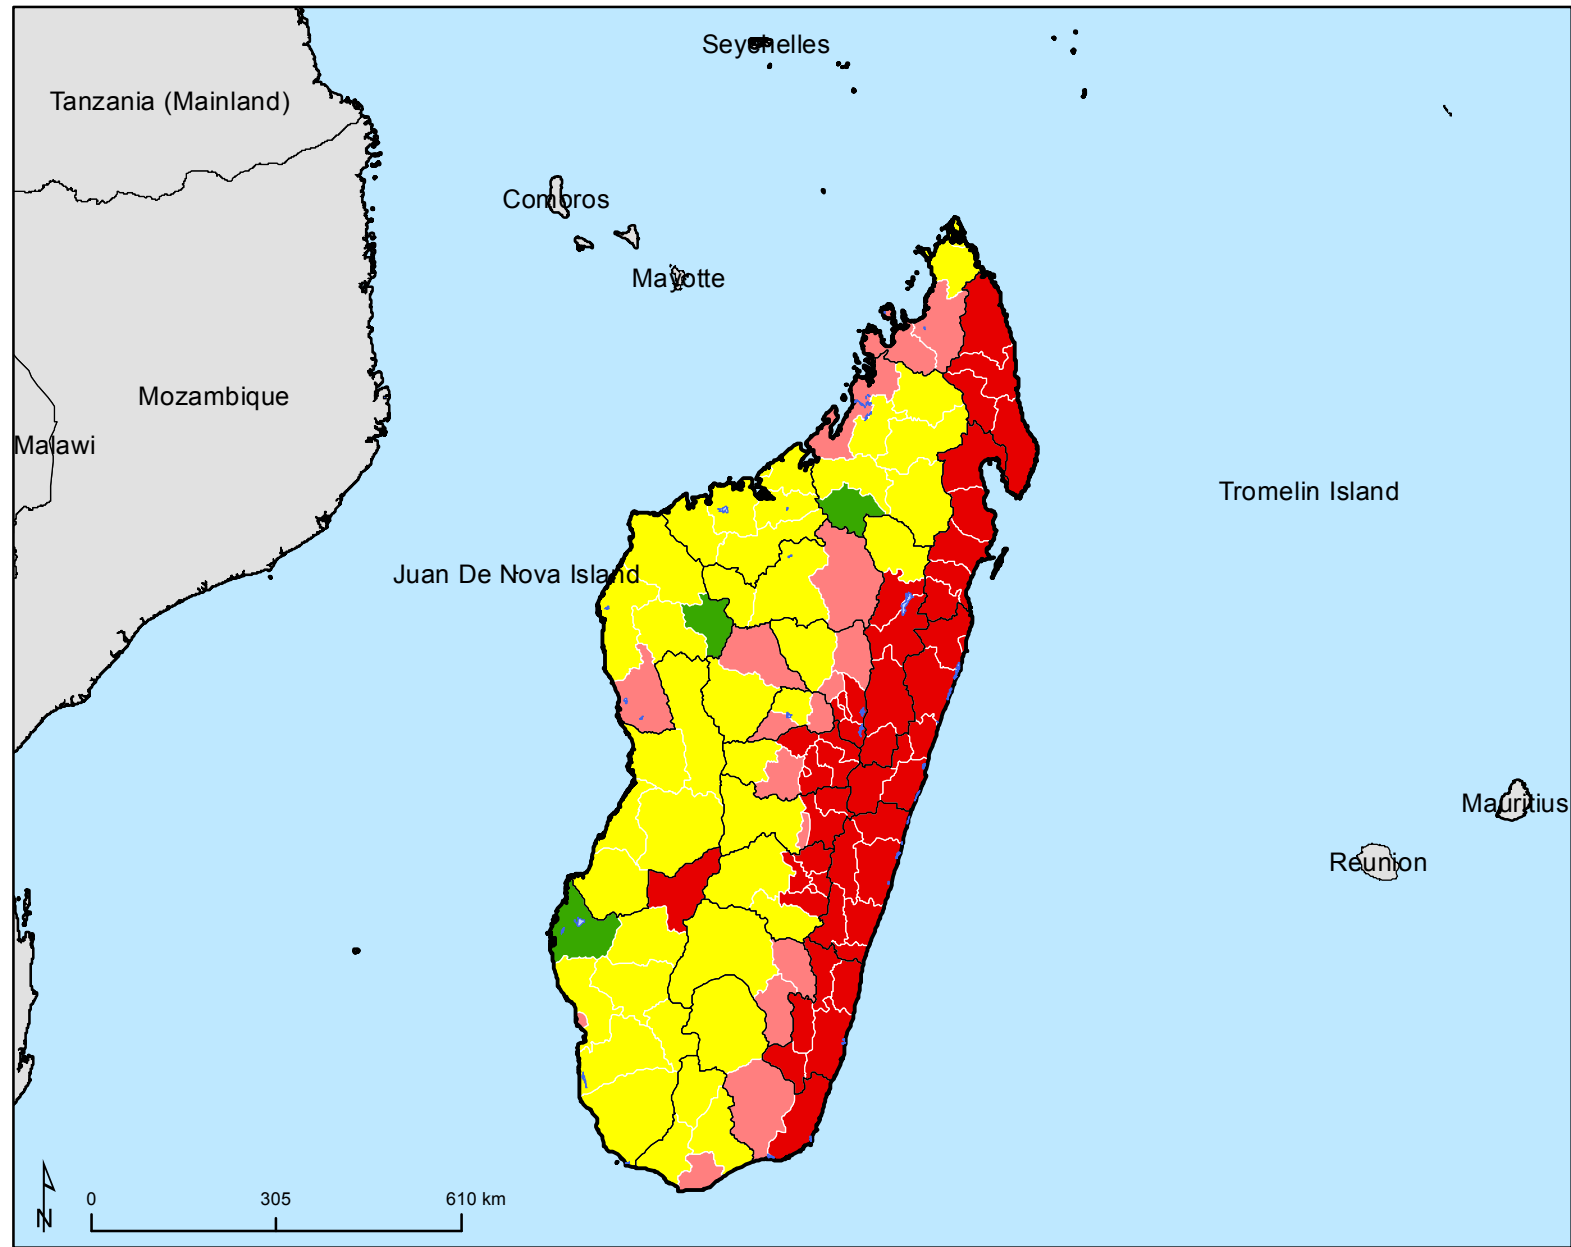 Seychelles
Tanzania (Mainland)
Comoros
Mayotte
Mozambique
Malawi
Tromelin Island
Juan De Nova Island
Mauritius
Reunion
0 305 610 km
N